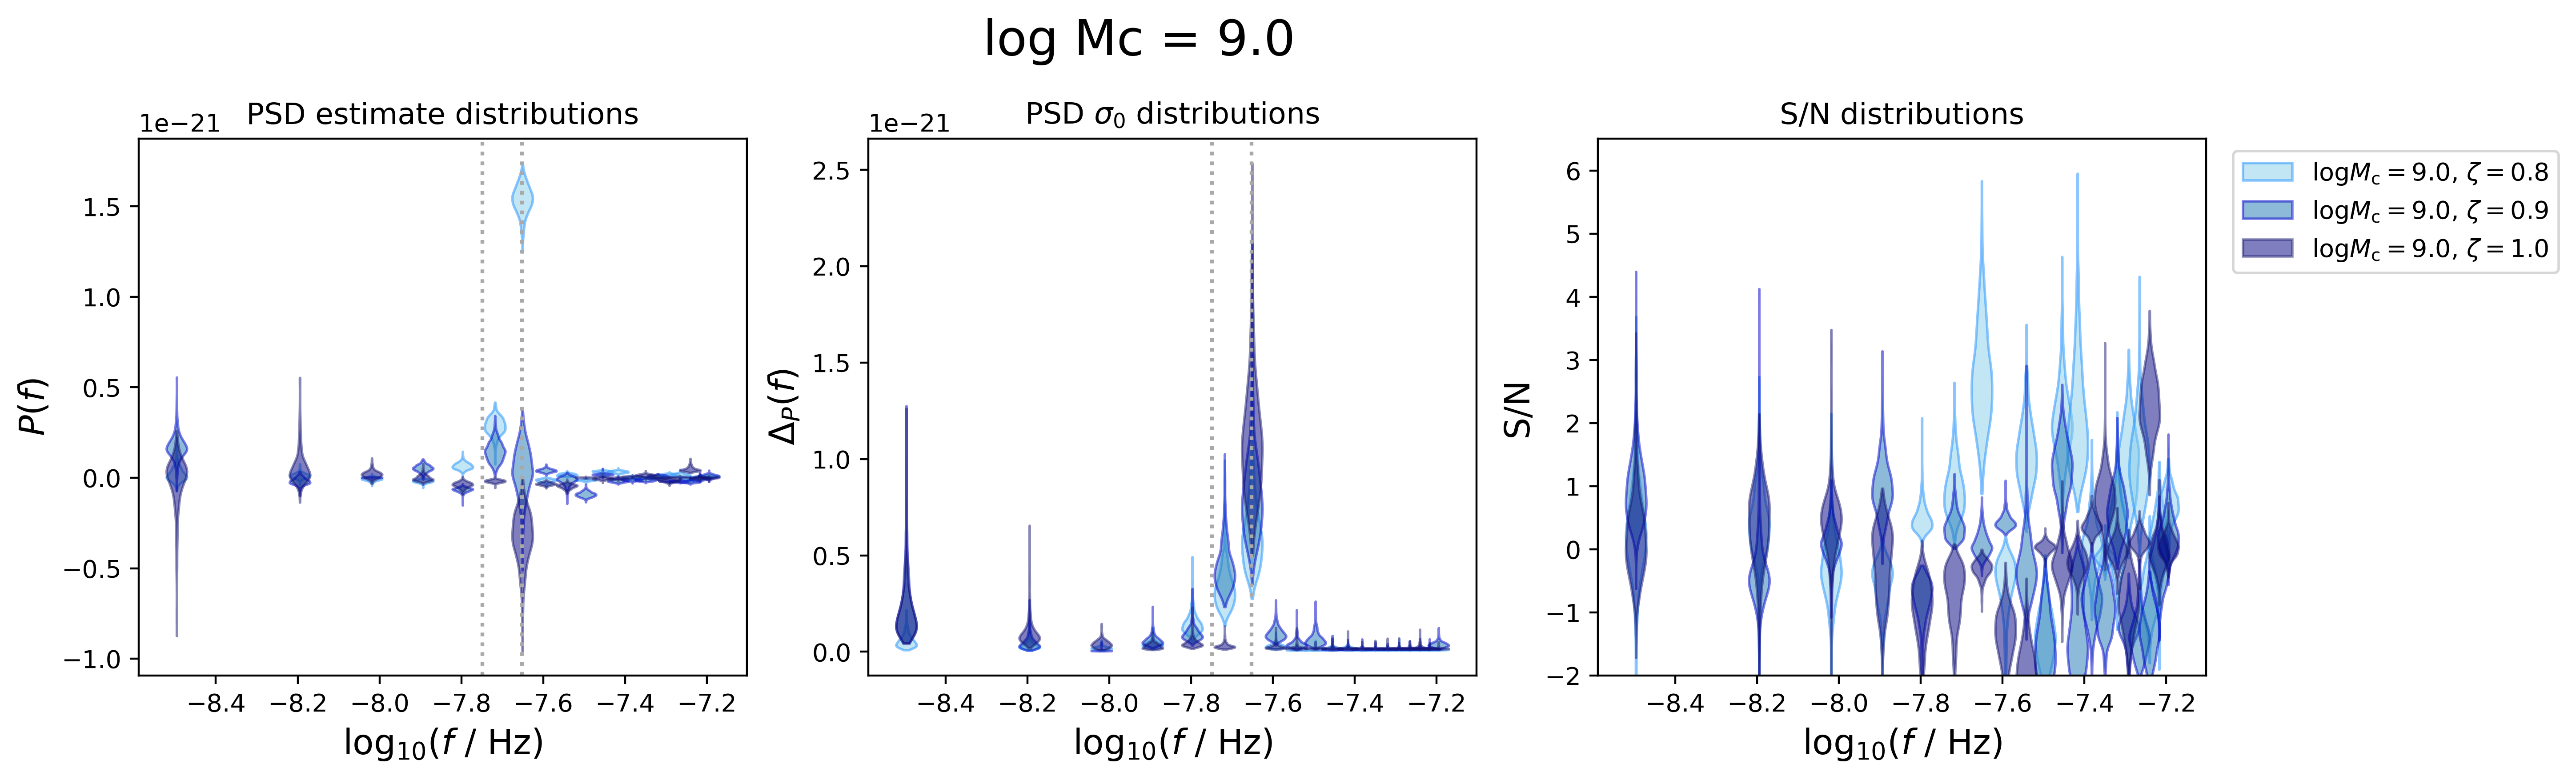 log Mc = 9.0
PSD estimate distributions
1e−21
P(f)
1.5
1.0
0.5
0.0
−0.5
−1.0
−8.4 −8.2 −8.0 −7.8 −7.6 −7.4 −7.2
log₁₀(f / Hz)
PSD σ₀ distributions
1e−21
Δ_P(f)
2.5
2.0
1.5
1.0
0.5
0.0
−8.4 −8.2 −8.0 −7.8 −7.6 −7.4 −7.2
log₁₀(f / Hz)
S/N distributions
S/N
6
5
4
3
2
1
0
−1
−2
−8.4 −8.2 −8.0 −7.8 −7.6 −7.4 −7.2
log₁₀(f / Hz)
logM_c = 9.0, ζ = 0.8
logM_c = 9.0, ζ = 0.9
logM_c = 9.0, ζ = 1.0